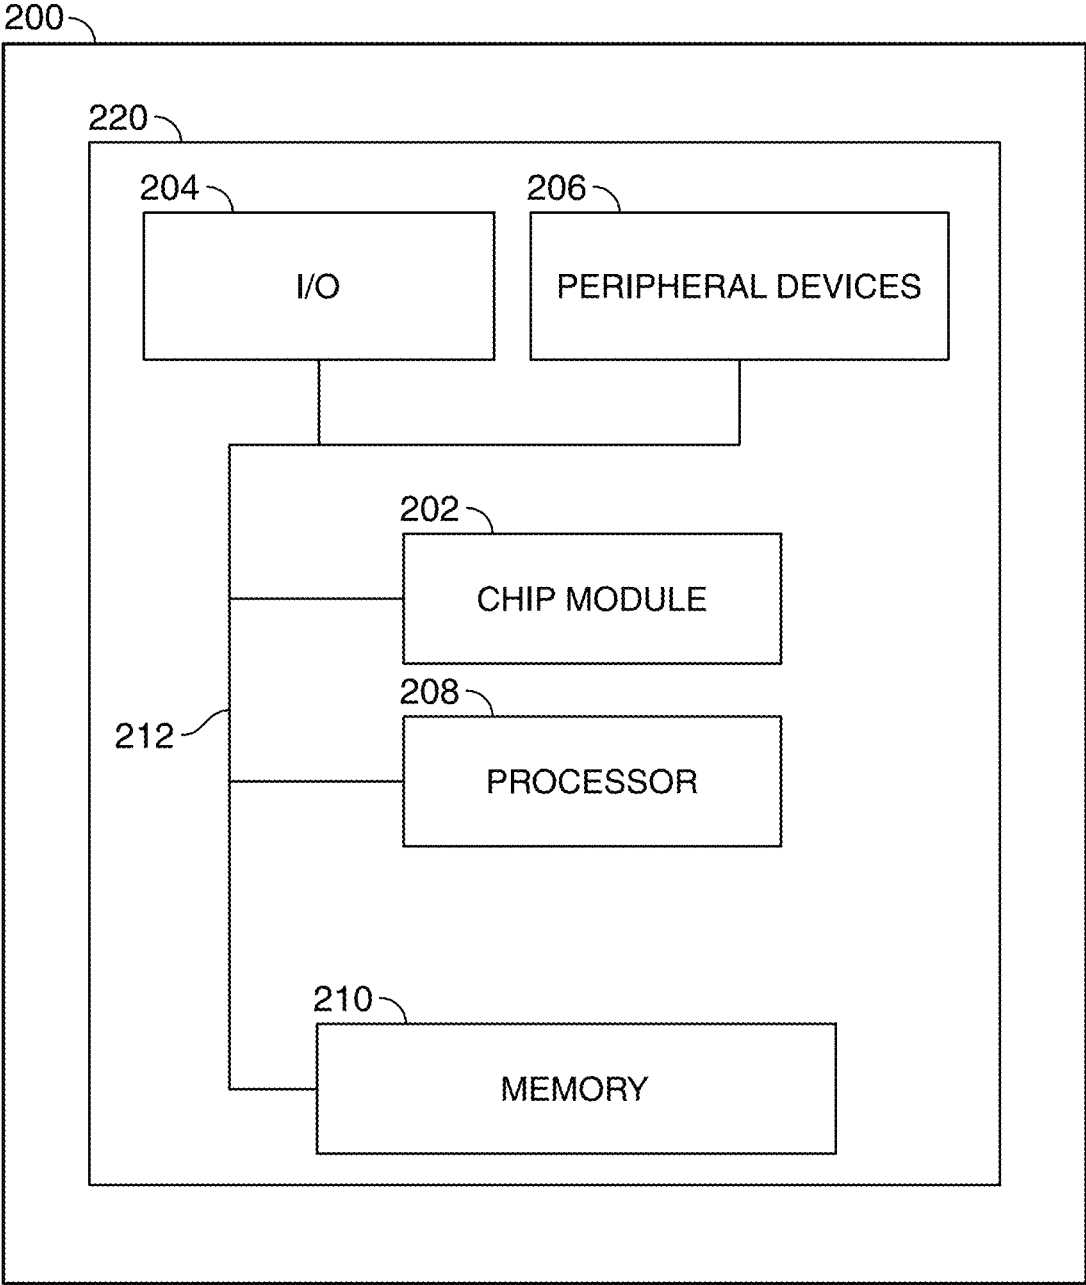 200
220
204
206
I/O
PERIPHERAL DEVICES
202
CHIP MODULE
208
212
PROCESSOR
210
MEMORY